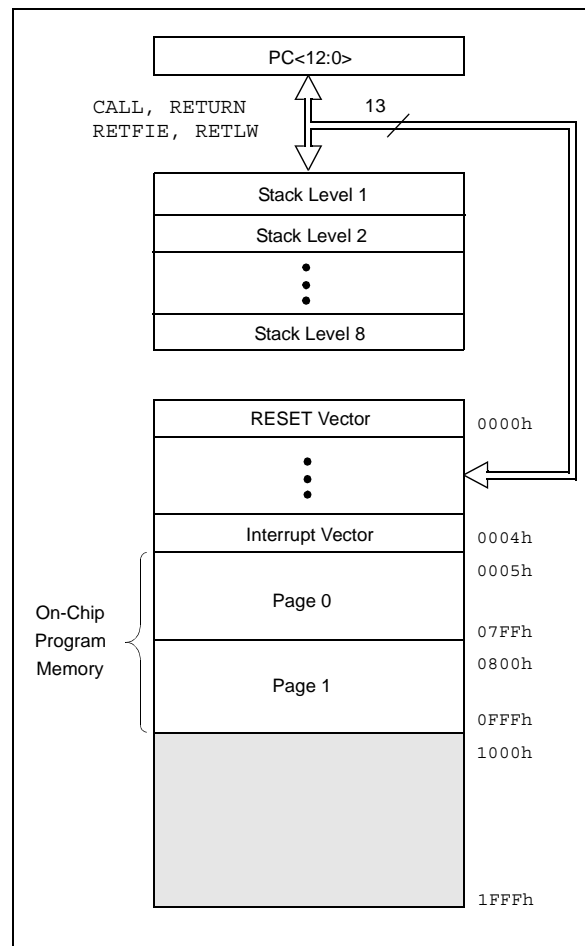 PC<12:0>
CALL, RETURN
RETFIE, RETLW
13
Stack Level 1
Stack Level 2
Stack Level 8
RESET Vector
0000h
Interrupt Vector
0004h
0005h
Page 0
07FFh
On-Chip
Program
Memory
0800h
Page 1
0FFFh
1000h
1FFFh